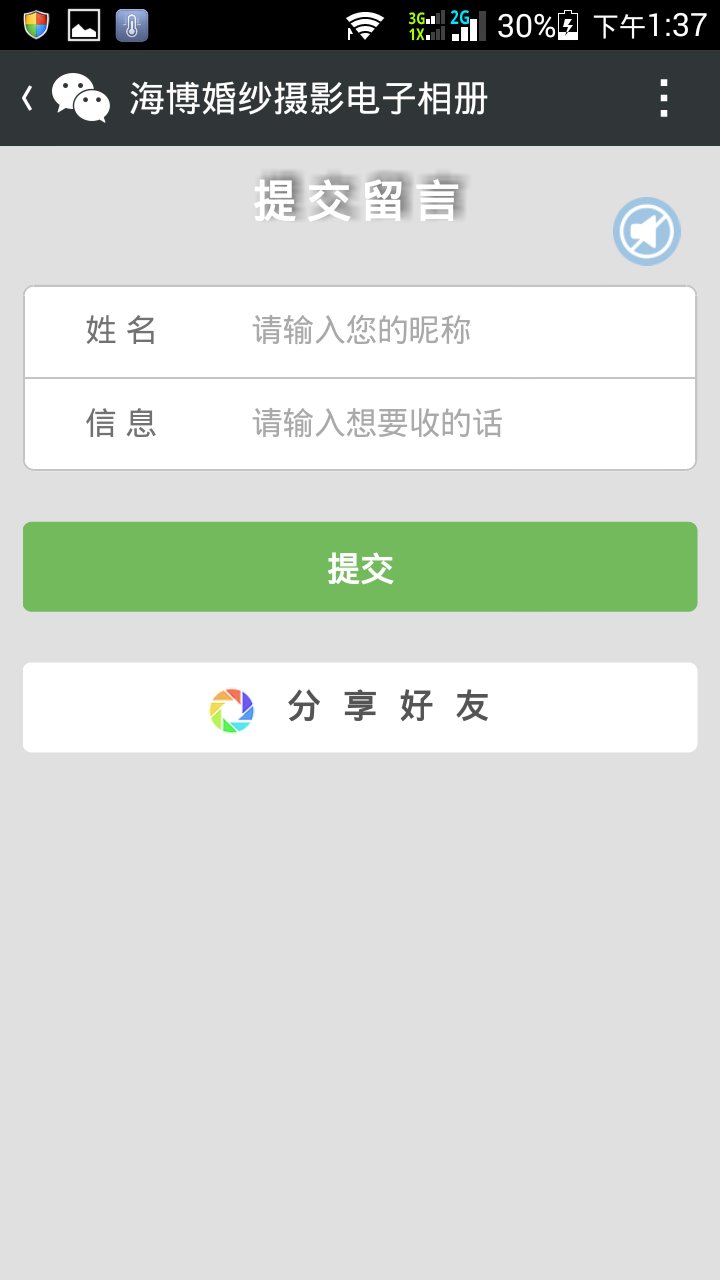 3G 1X 2G 30% 下午1:37
海博婚纱摄影电子相册
提交留言
姓 名 请输入您的昵称
信 息 请输入想要收的话
提交
分 享 好 友